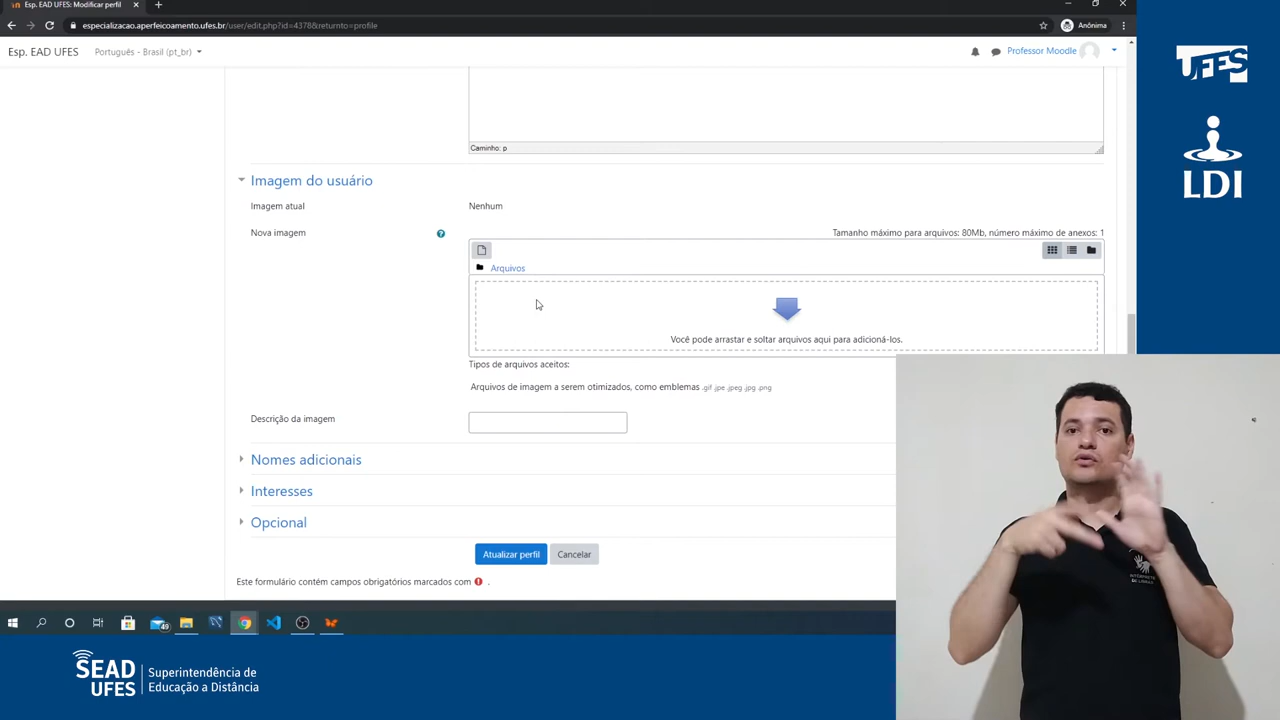 Esp. EAD UFES: Modificar perfil
especializacao.aperfeicoamento.ufes.br/user/edit.php?id=4378&returnto=profile
Anônima
Esp. EAD UFES
Português - Brasil (pt_br)
Professor Moodle
UFES
LDI
Caminho: p
Imagem do usuário
Imagem atual
Nenhum
Nova imagem
Tamanho máximo para arquivos: 80Mb, número máximo de anexos: 1
Arquivos
Você pode arrastar e soltar arquivos aqui para adicioná-los.
Tipos de arquivos aceitos:
Arquivos de imagem a serem otimizados, como emblemas .gif .jpe .jpeg .jpg .png
Descrição da imagem
Nomes adicionais
Interesses
Opcional
Atualizar perfil
Cancelar
Este formulário contém campos obrigatórios marcados com .
INTÉRPRETE
DE LIBRAS
49
SEAD
UFES
Superintendência de
Educação a Distância